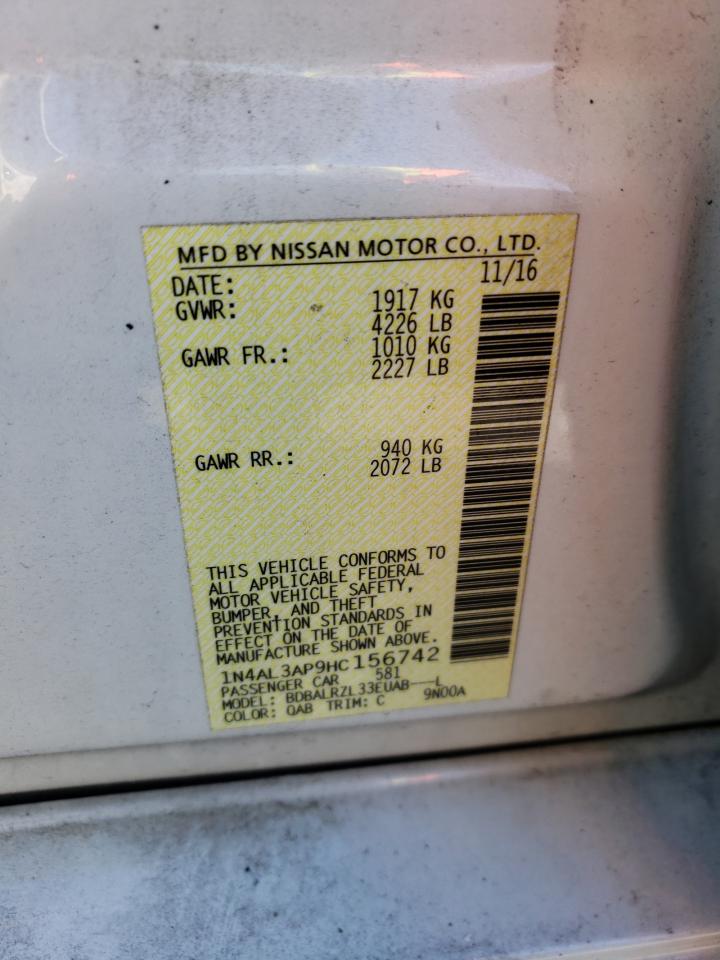 MFD BY NISSAN MOTOR CO., LTD.
DATE: 11/16
GVWR: 1917 KG
4226 LB
GAWR FR.: 1010 KG
2227 LB
GAWR RR.: 940 KG
2072 LB
THIS VEHICLE CONFORMS TO
ALL APPLICABLE FEDERAL
MOTOR VEHICLE SAFETY,
BUMPER, AND THEFT
PREVENTION STANDARDS IN
EFFECT ON THE DATE OF
MANUFACTURE SHOWN ABOVE.
1N4AL3AP9HC156742
PASSENGER CAR 581
MODEL: BDBALRZL33EUAB---L
COLOR: QAB TRIM: C 9N00A